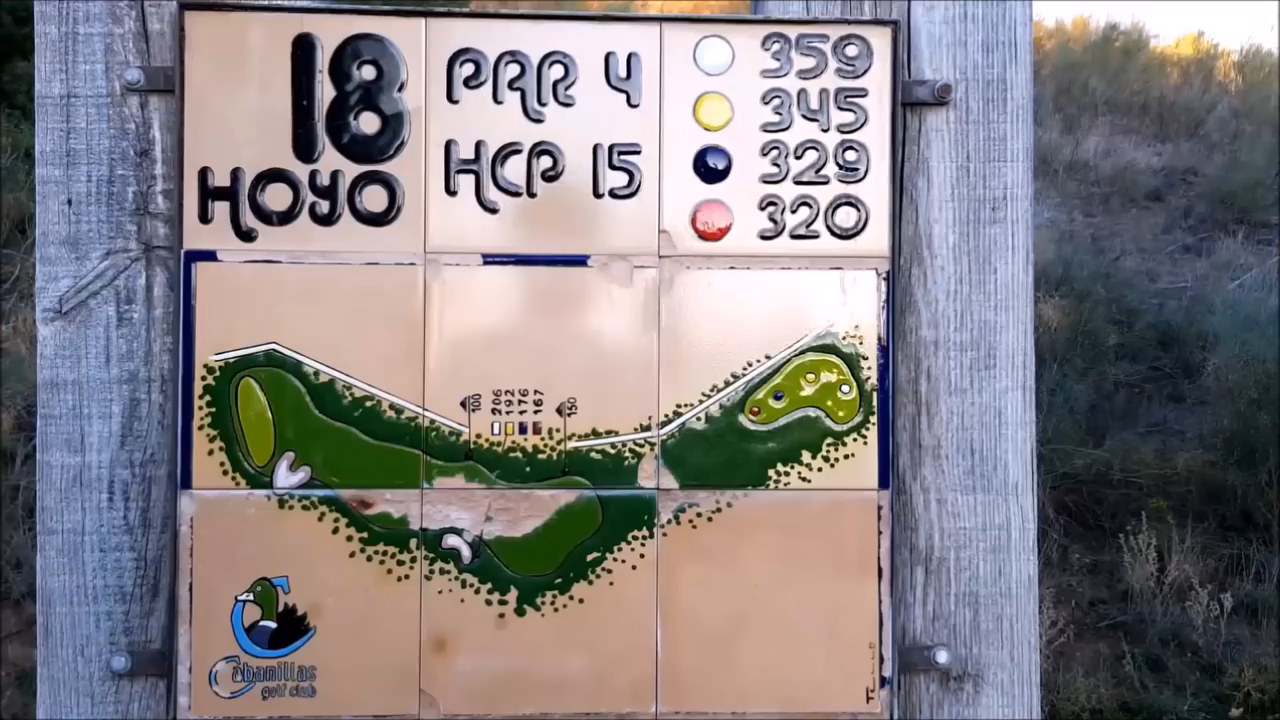 18
HOYO
PAR 4
HCP 15
359
345
329
320
100
206
192
176
167
150
Cabanillas
golf club